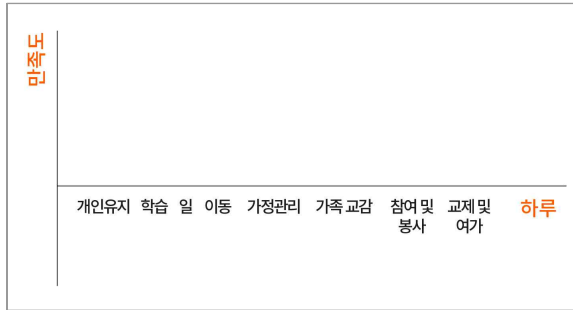 만족도
개인유지 학습 일 이동 가정관리 가족 교감 참여 및 봉사 교제 및 여가 하루